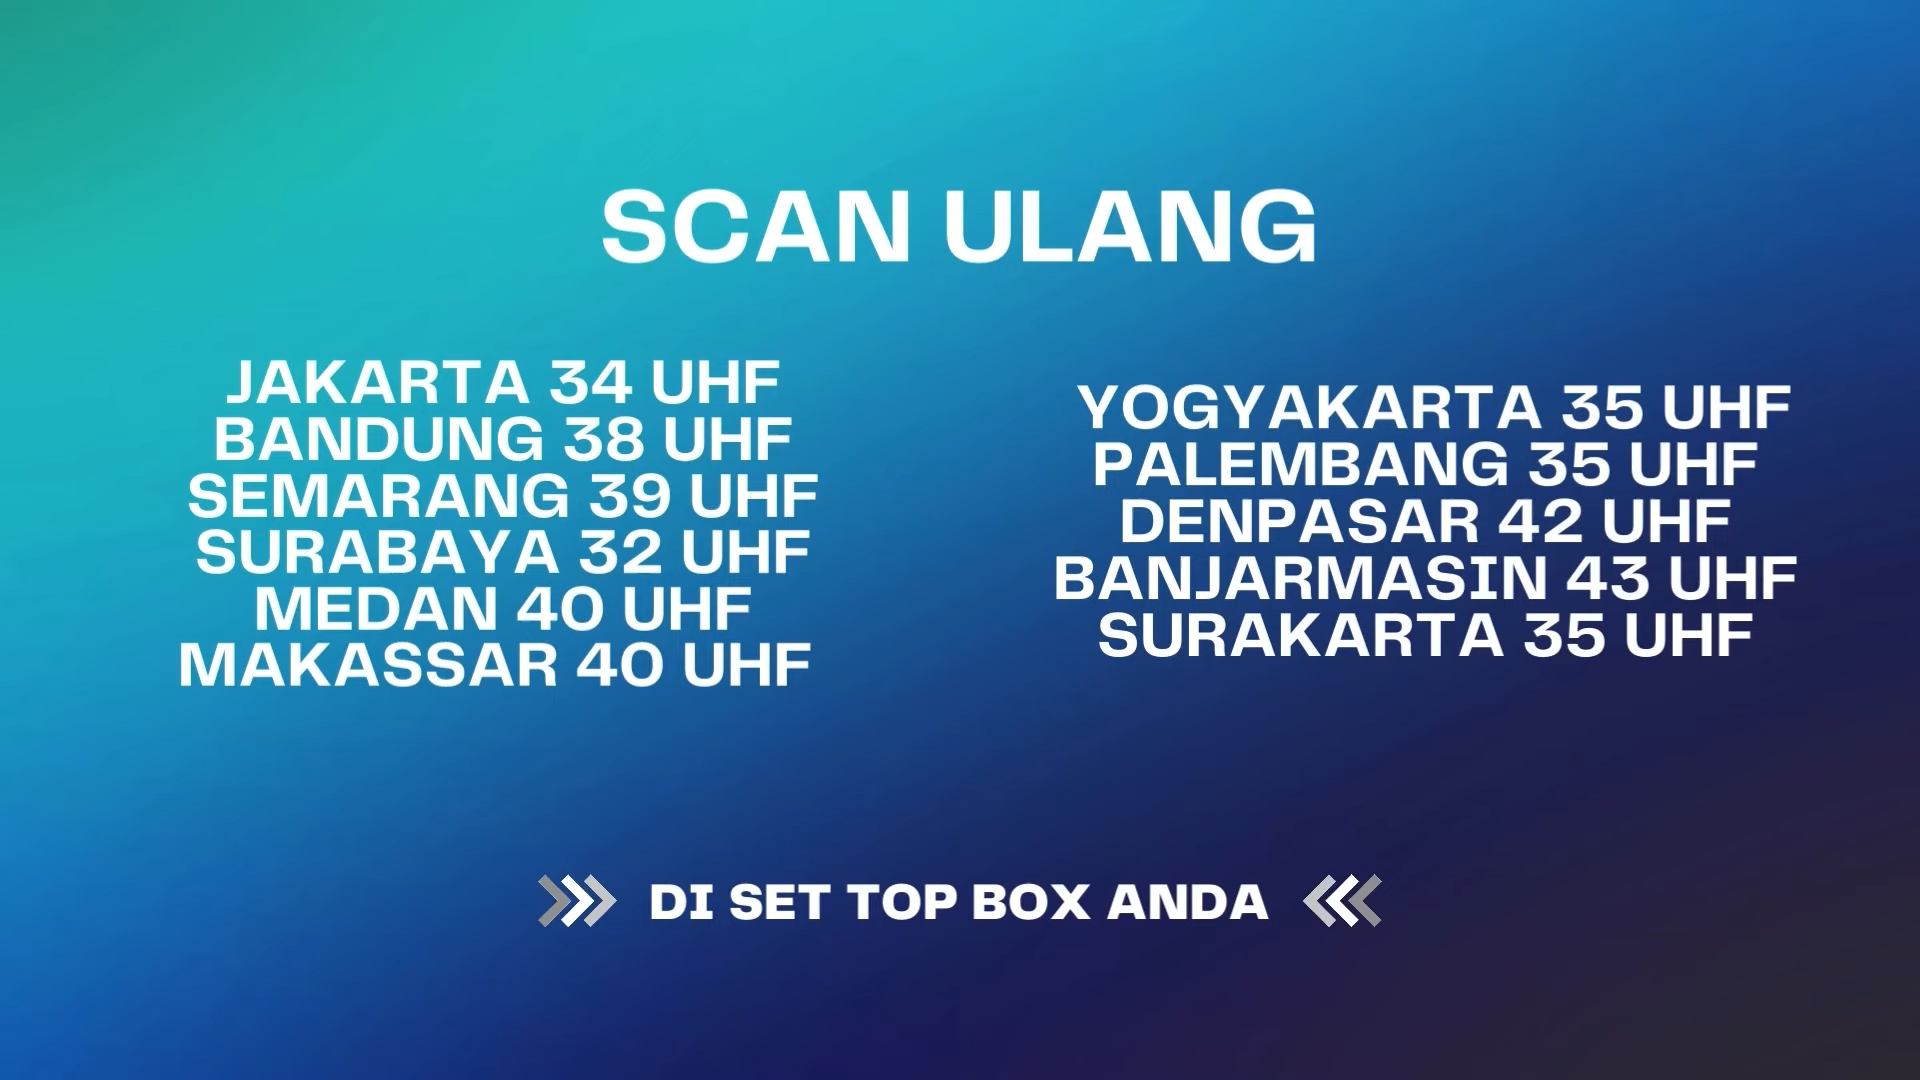 SCAN ULANG
JAKARTA 34 UHF
BANDUNG 38 UHF
SEMARANG 39 UHF
SURABAYA 32 UHF
MEDAN 40 UHF
MAKASSAR 40 UHF
YOGYAKARTA 35 UHF
PALEMBANG 35 UHF
DENPASAR 42 UHF
BANJARMASIN 43 UHF
SURAKARTA 35 UHF
DI SET TOP BOX ANDA